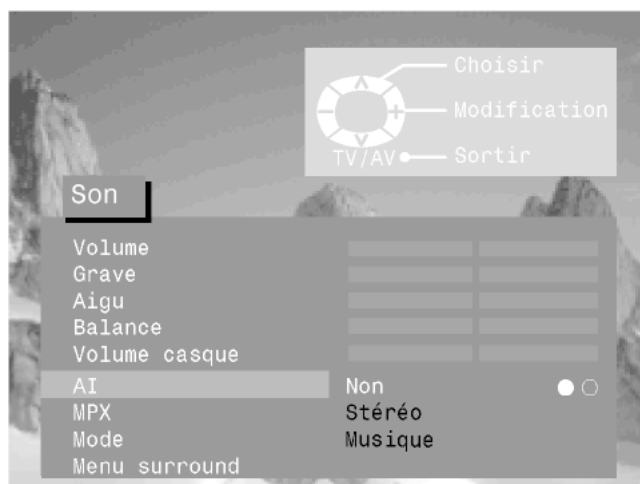 Choisir
Modification
TV/AV Sortir
Son
Volume
Grave
Aigu
Balance
Volume casque
AI Non
MPX Stéréo
Mode Musique
Menu surround